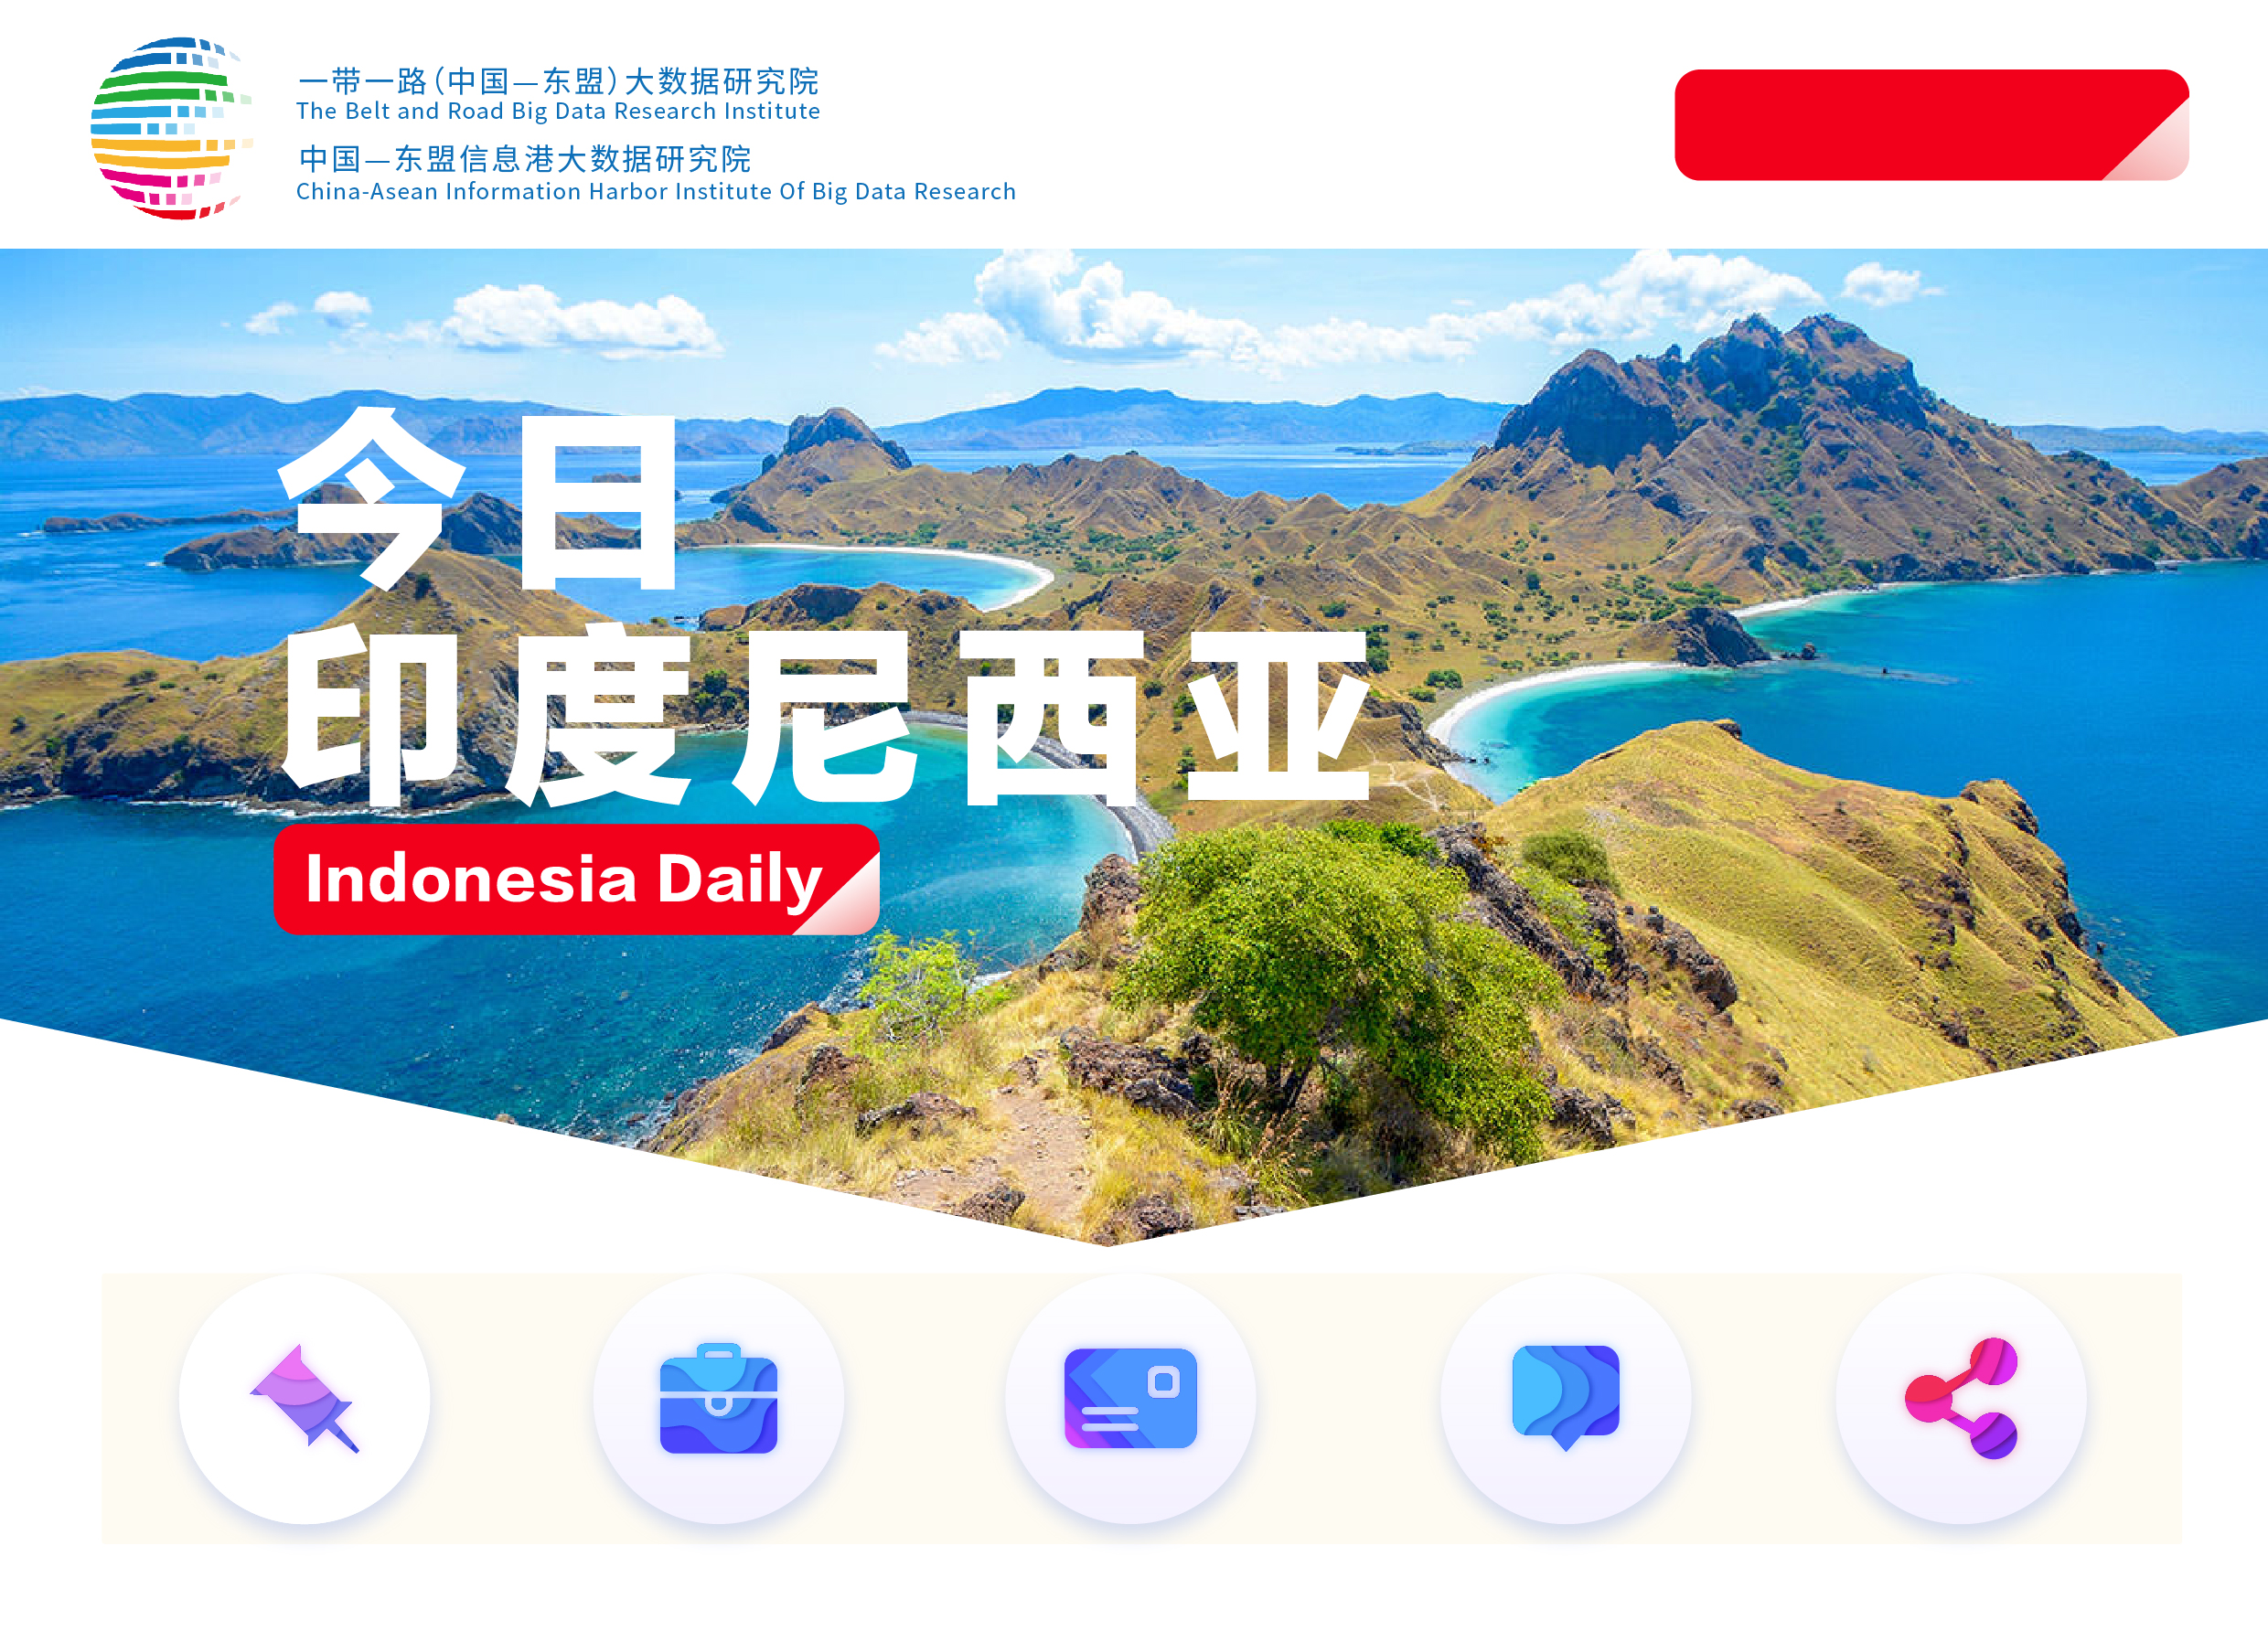 一带一路（中国—东盟）大数据研究院
The Belt and Road Big Data Research Institute
中国—东盟信息港大数据研究院
China-Asean Information Harbor Institute Of Big Data Research
今日
印度尼西亚
Indonesia Daily